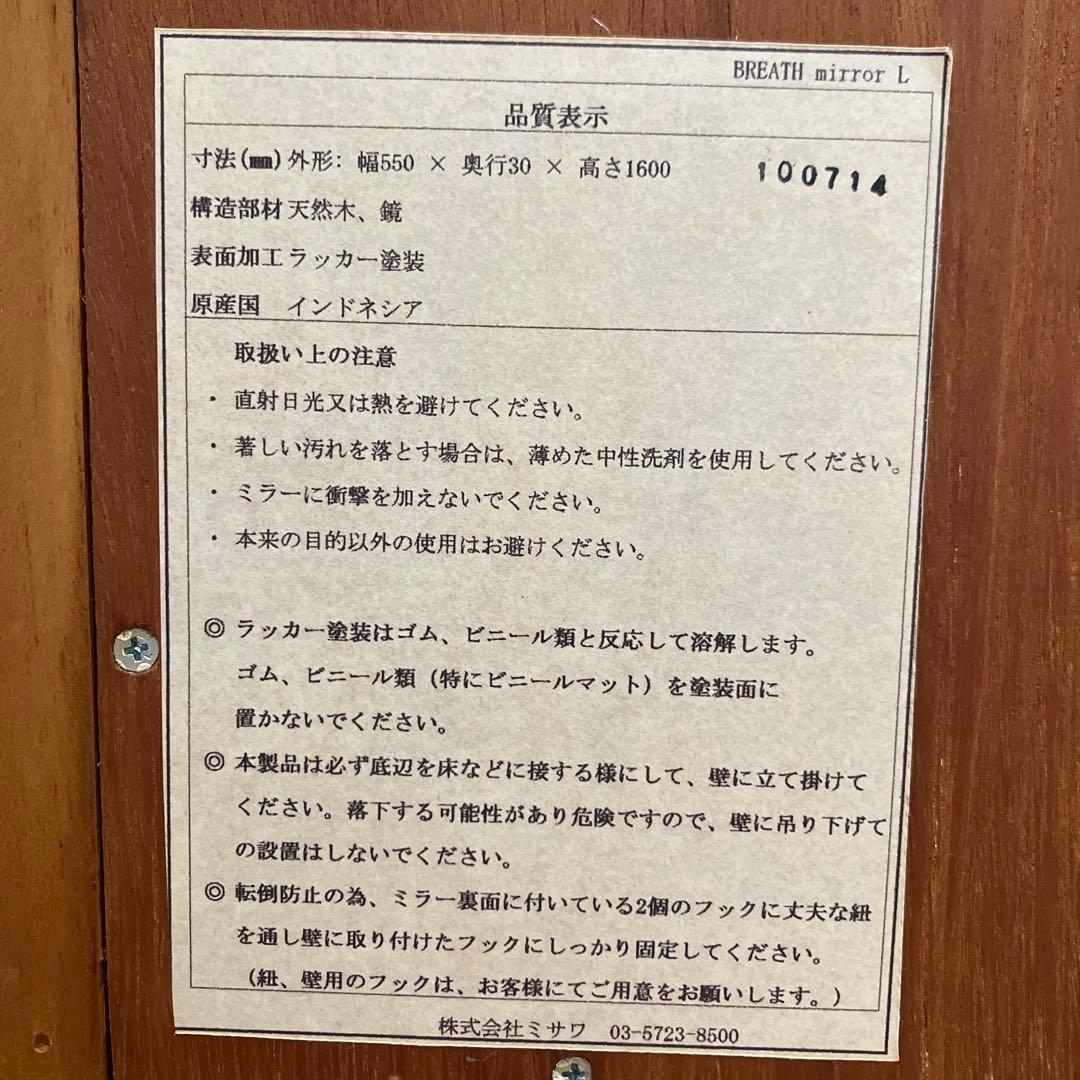 BREATH mirror L
品質表示
寸法(㎜)外形: 幅550 × 奥行30 × 高さ1600
100714
構造部材 天然木、鏡
表面加工 ラッカー塗装
原産国 インドネシア
取扱い上の注意
・ 直射日光又は熱を避けてください。
・ 著しい汚れを落とす場合は、薄めた中性洗剤を使用してください。
・ ミラーに衝撃を加えないでください。
・ 本来の目的以外の使用はお避けください。
◎ ラッカー塗装はゴム、ビニール類と反応して溶解します。
ゴム、ビニール類（特にビニールマット）を塗装面に
置かないでください。
◎ 本製品は必ず底辺を床などに接する様にして、壁に立て掛けて
ください。落下する可能性があり危険ですので、壁に吊り下げて
の設置はしないでください。
◎ 転倒防止の為、ミラー裏面に付いている2個のフックに丈夫な紐
を通し壁に取り付けたフックにしっかり固定してください。
（紐、壁用のフックは、お客様にてご用意をお願いします。）
株式会社ミサワ 03-5723-8500